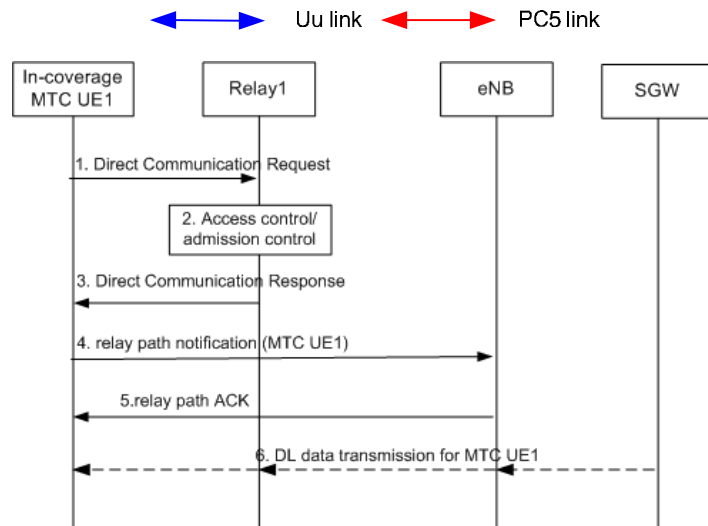 Uu link PC5 link
In-coverage
MTC UE1
Relay1
eNB
SGW
1. Direct Communication Request
2. Access control/
admission control
3. Direct Communication Response
4. relay path notification (MTC UE1)
5.relay path ACK
6. DL data transmission for MTC UE1